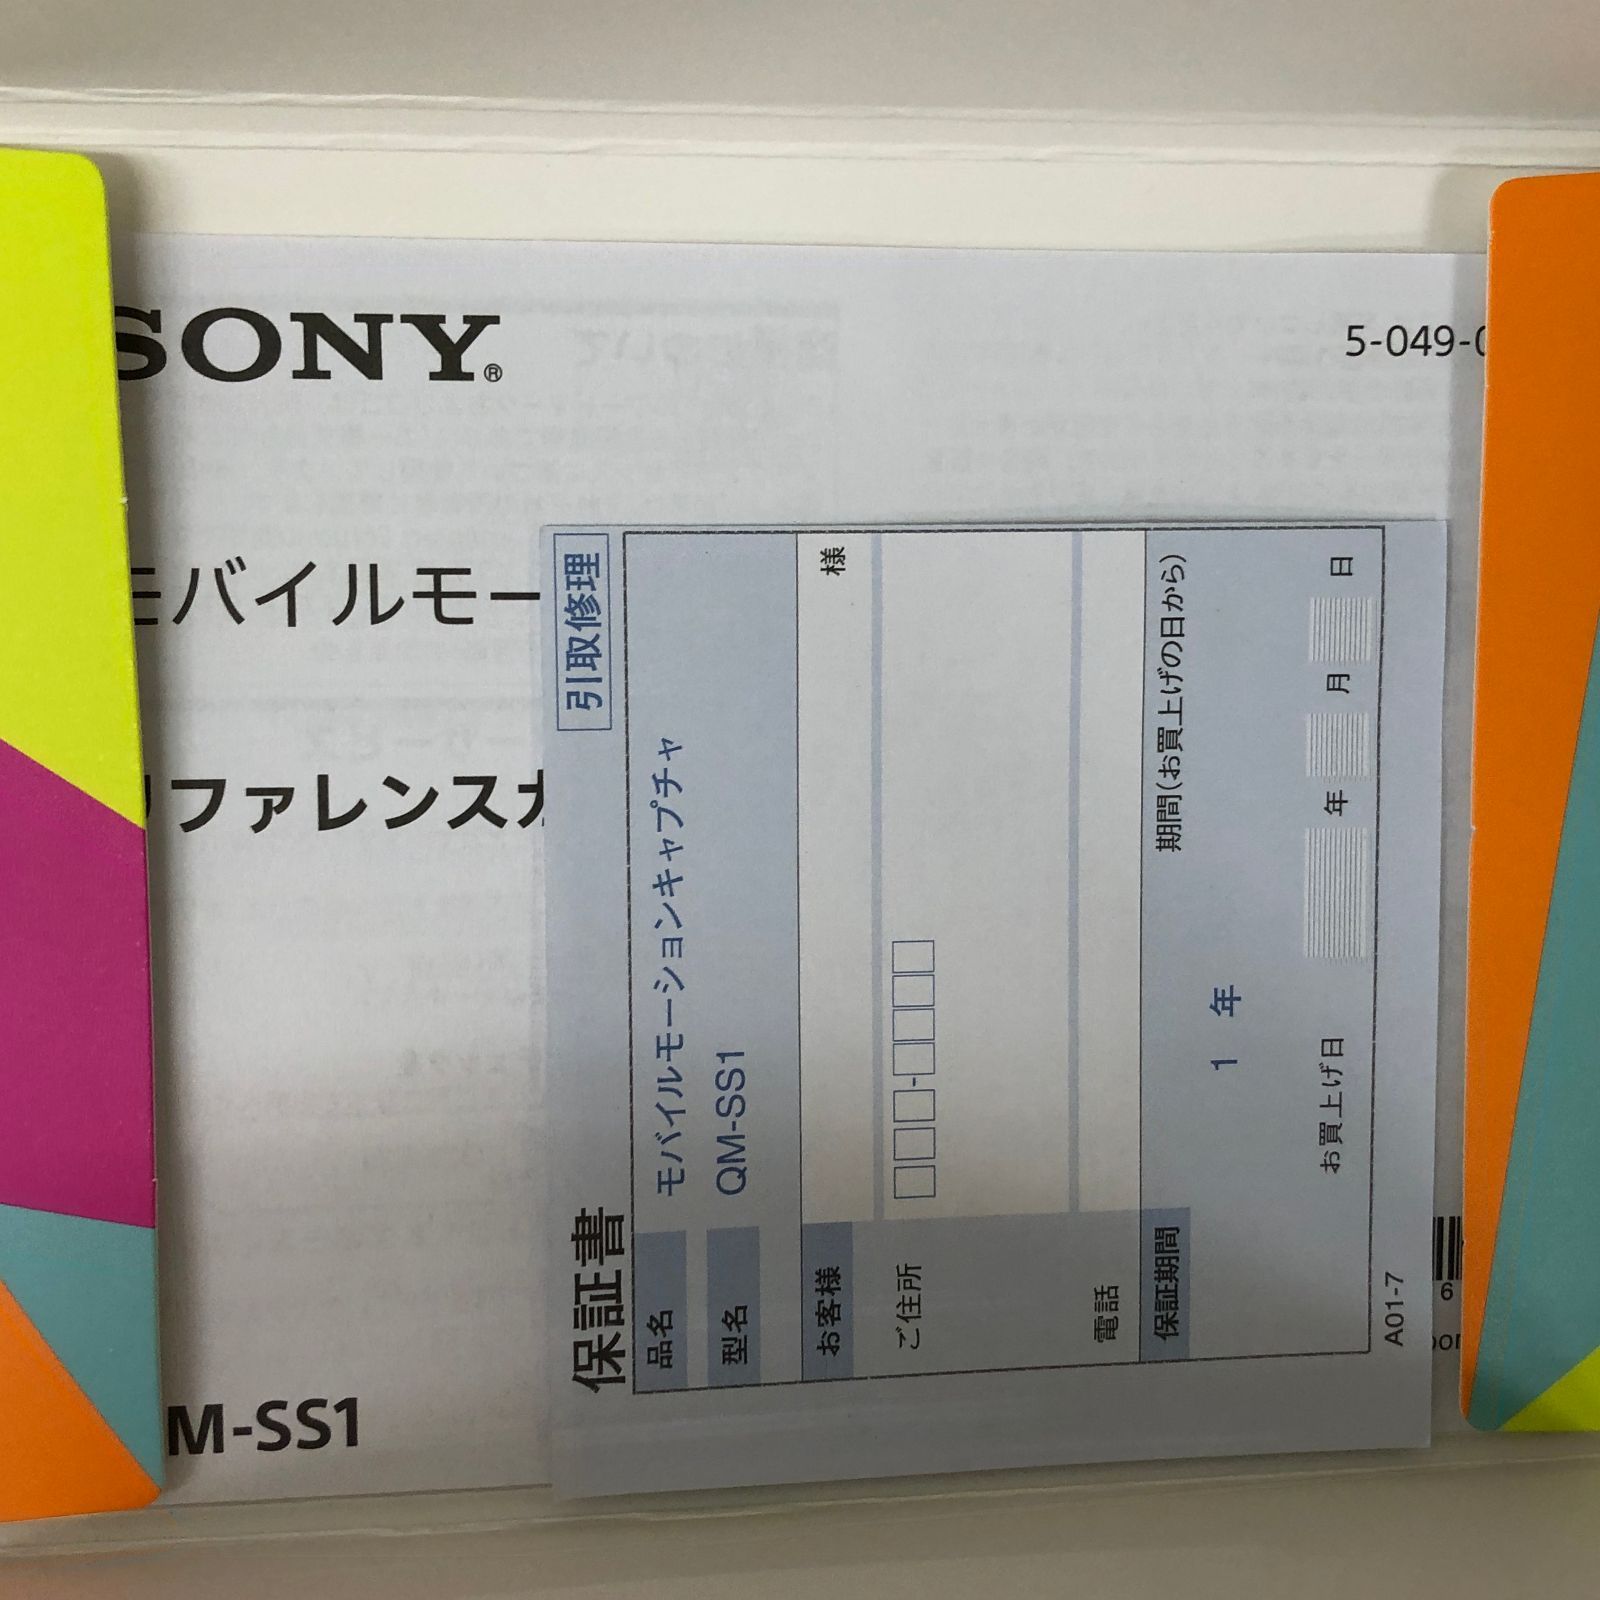 SONY®
5-049-0
モバイルモー
リファレンスカ
M-SS1
保証書
引取修理
品名 モバイルモーションキャプチャ
型名 QM-SS1
お客様 様
ご住所 -
電話
保証期間 期間(お買上げの日から)
1 年
お買上げ日 年 月 日
A01-7
6